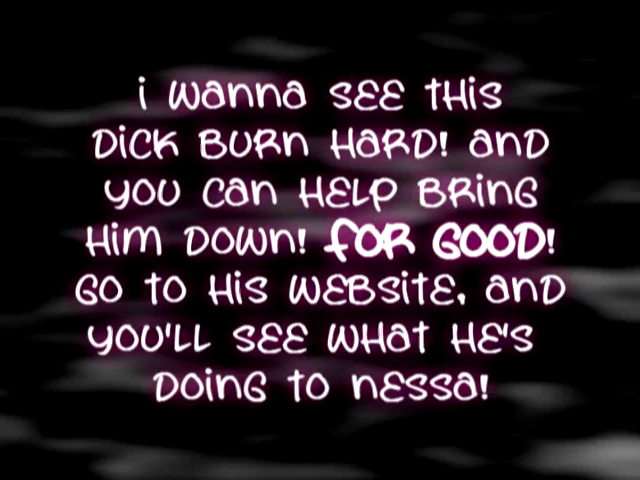 i wanna SEE tHiS
DiCK BURn HaRD! anD
YOU Can HELP BRinG
Him DOWn! FOR GOOD!
GO tO HiS WEBSitE, anD
YOU'LL SEE WHat HE'S
DOinG tO nESSa!